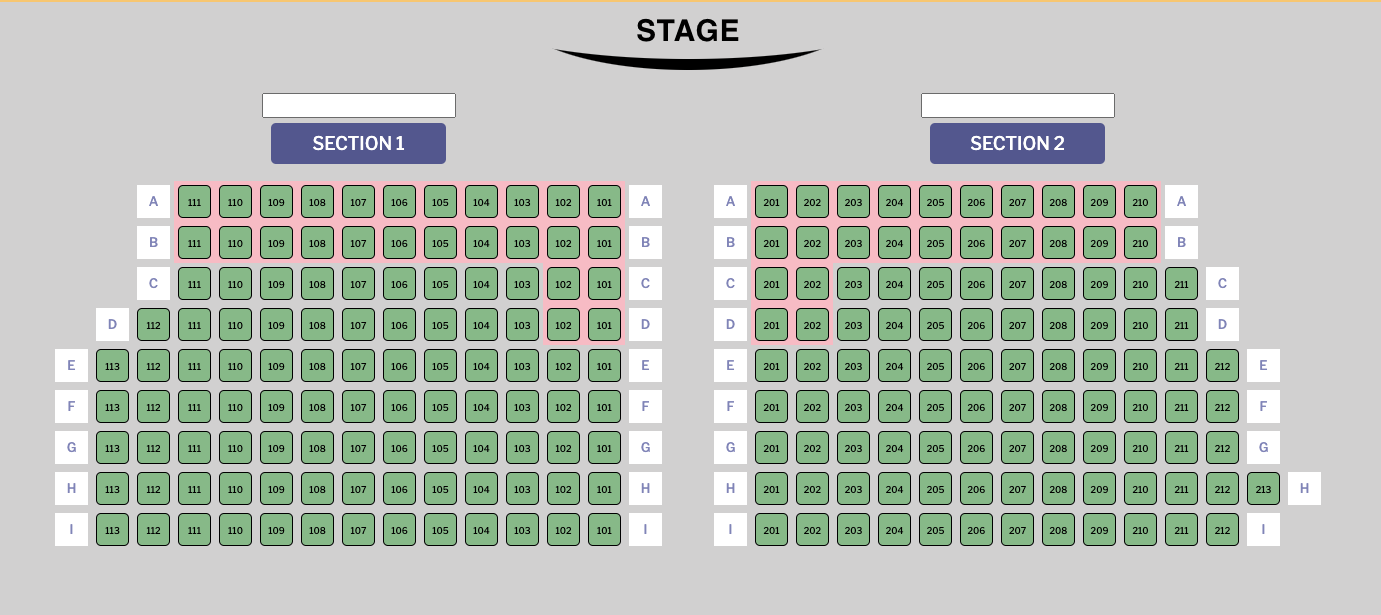 STAGE
SECTION 1 SECTION 2
A 111 110 109 108 107 106 105 104 103 102 101 A A 201 202 203 204 205 206 207 208 209 210 A
B 111 110 109 108 107 106 105 104 103 102 101 B B 201 202 203 204 205 206 207 208 209 210 B
C 111 110 109 108 107 106 105 104 103 102 101 C C 201 202 203 204 205 206 207 208 209 210 211 C
D 112 111 110 109 108 107 106 105 104 103 102 101 D D 201 202 203 204 205 206 207 208 209 210 211 D
E 113 112 111 110 109 108 107 106 105 104 103 102 101 E E 201 202 203 204 205 206 207 208 209 210 211 212 E
F 113 112 111 110 109 108 107 106 105 104 103 102 101 F F 201 202 203 204 205 206 207 208 209 210 211 212 F
G 113 112 111 110 109 108 107 106 105 104 103 102 101 G G 201 202 203 204 205 206 207 208 209 210 211 212 G
H 113 112 111 110 109 108 107 106 105 104 103 102 101 H H 201 202 203 204 205 206 207 208 209 210 211 212 213 H
I 113 112 111 110 109 108 107 106 105 104 103 102 101 I I 201 202 203 204 205 206 207 208 209 210 211 212 I